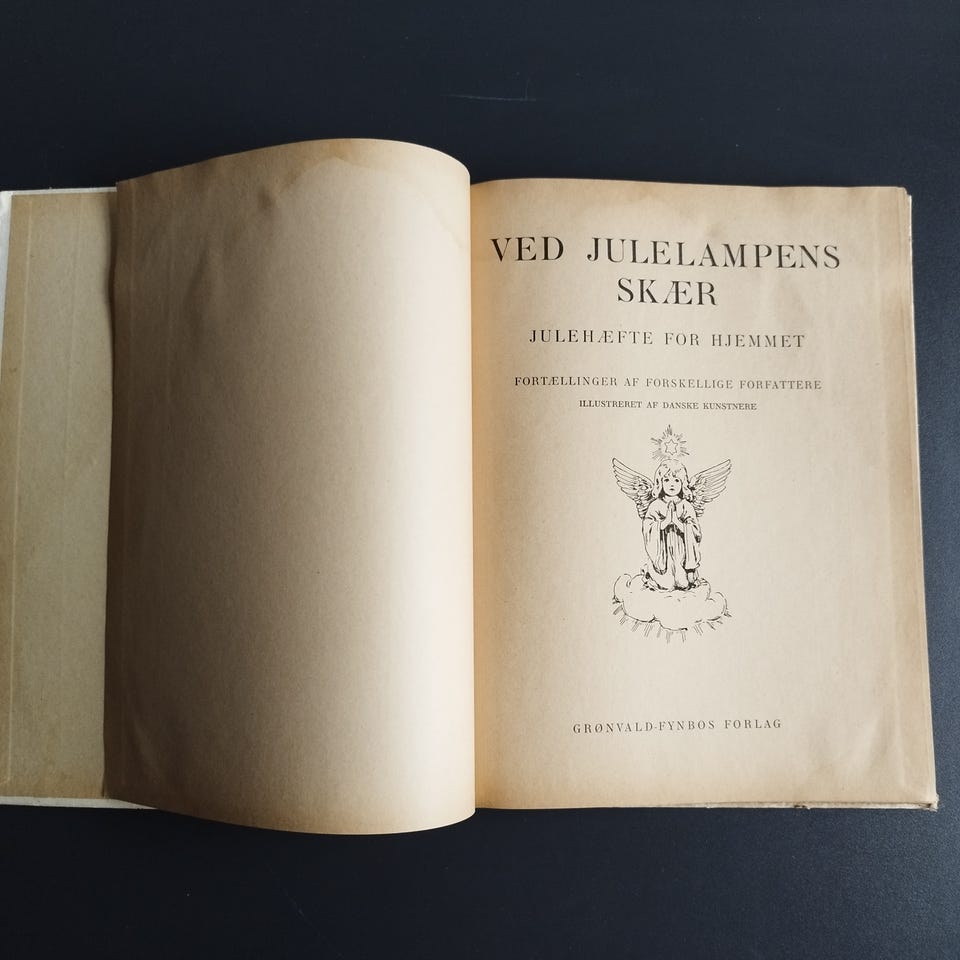 VED JULELAMPENS
SKÆR
JULEHÆFTE FOR HJEMMET
FORTÆLLINGER AF FORSKELLIGE FORFATTERE
ILLUSTRERET AF DANSKE KUNSTNERE
GRØNVALD-FYNBOS FORLAG